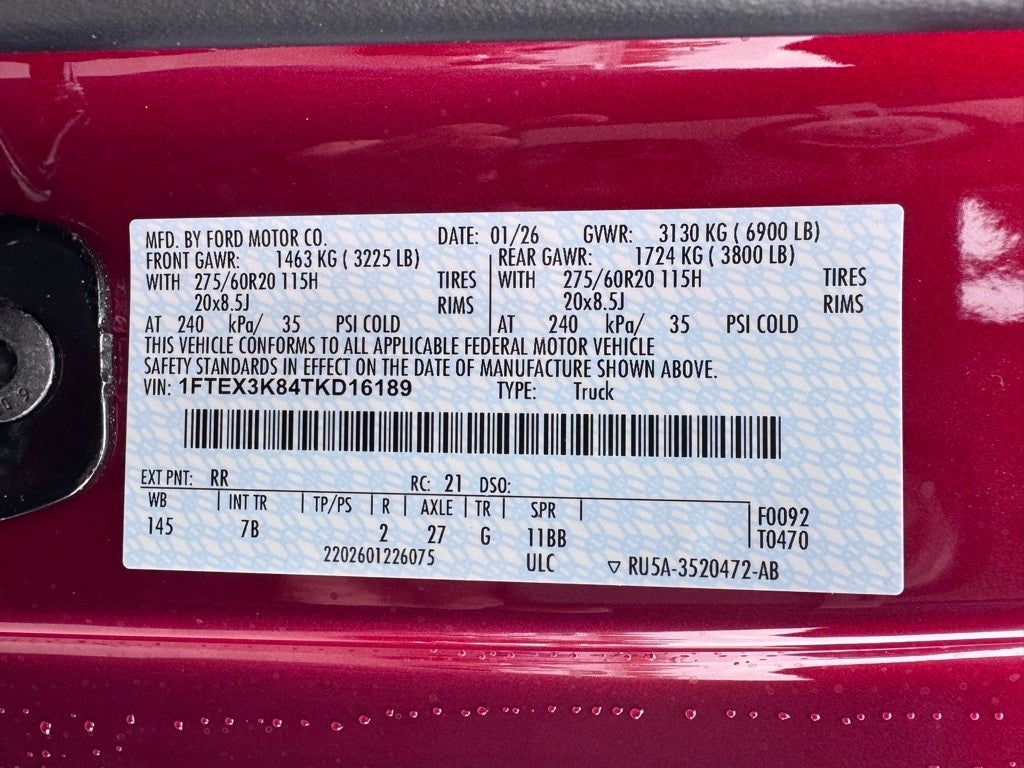 MFD. BY FORD MOTOR CO. DATE: 01/26 GVWR: 3130 KG ( 6900 LB)
FRONT GAWR: 1463 KG ( 3225 LB) REAR GAWR: 1724 KG ( 3800 LB)
WITH 275/60R20 115H TIRES WITH 275/60R20 115H TIRES
20x8.5J RIMS 20x8.5J RIMS
AT 240 kPa/ 35 PSI COLD AT 240 kPa/ 35 PSI COLD
THIS VEHICLE CONFORMS TO ALL APPLICABLE FEDERAL MOTOR VEHICLE
SAFETY STANDARDS IN EFFECT ON THE DATE OF MANUFACTURE SHOWN ABOVE.
VIN: 1FTEX3K84TKD16189 TYPE: Truck
EXT PNT: RR RC: 21 DSO:
WB INT TR TP/PS R AXLE TR SPR
145 7B 2 27 G 11BB
F0092
T0470
2202601226075 ULC ▽ RU5A-3520472-AB